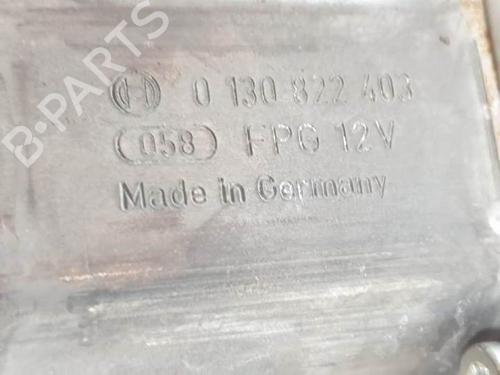 B-PARTS
0 130 822 403
058 FPG 12V
Made in Germany